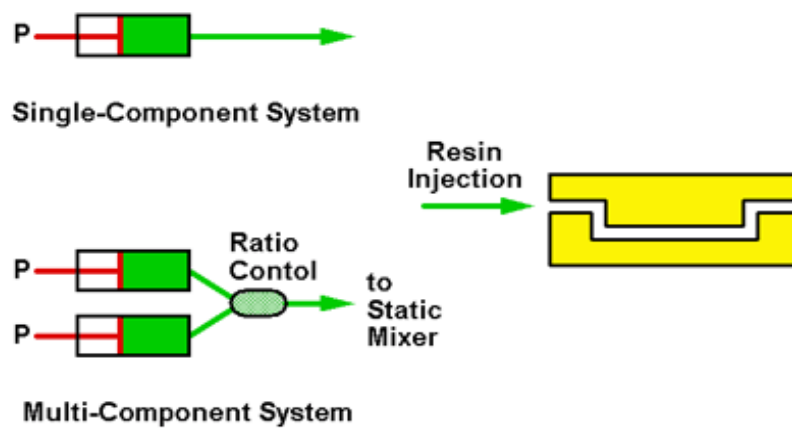 P
Single-Component System
Resin
Injection
P
P
Ratio
Contol
to
Static
Mixer
Multi-Component System